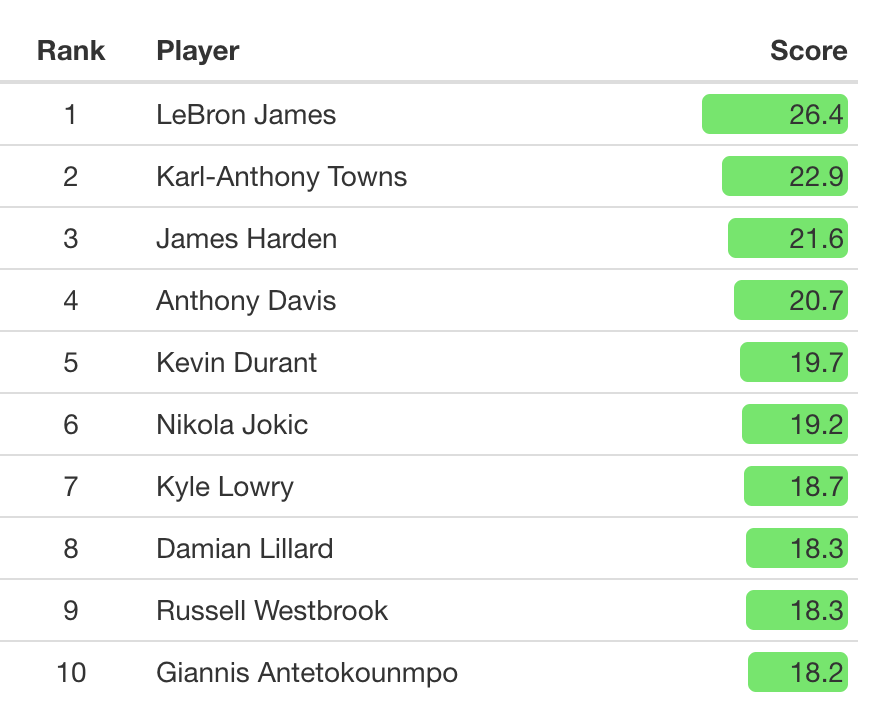 Rank Player Score
1 LeBron James 26.4
2 Karl-Anthony Towns 22.9
3 James Harden 21.6
4 Anthony Davis 20.7
5 Kevin Durant 19.7
6 Nikola Jokic 19.2
7 Kyle Lowry 18.7
8 Damian Lillard 18.3
9 Russell Westbrook 18.3
10 Giannis Antetokounmpo 18.2